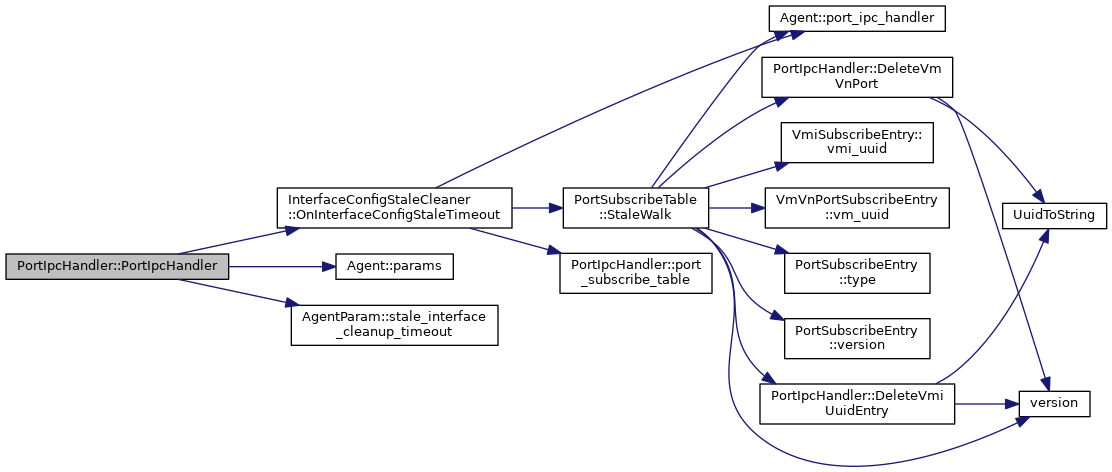 PortIpcHandler::PortIpcHandler
InterfaceConfigStaleCleaner
::OnInterfaceConfigStaleTimeout
Agent::params
AgentParam::stale_interface
_cleanup_timeout
PortSubscribeTable
::StaleWalk
PortIpcHandler::port
_subscribe_table
Agent::port_ipc_handler
PortIpcHandler::DeleteVm
VnPort
VmiSubscribeEntry::
vmi_uuid
VmVnPortSubscribeEntry
::vm_uuid
PortSubscribeEntry
::type
PortSubscribeEntry
::version
PortIpcHandler::DeleteVmi
UuidEntry
UuidToString
version